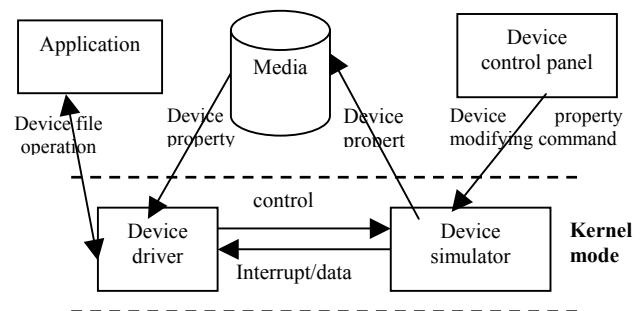 Application
Media
Device
control panel
Device file
operation
Device
property
Device
propert
Device property
modifying command
control
Device
driver
Interrupt/data
Device
simulator
Kernel
mode